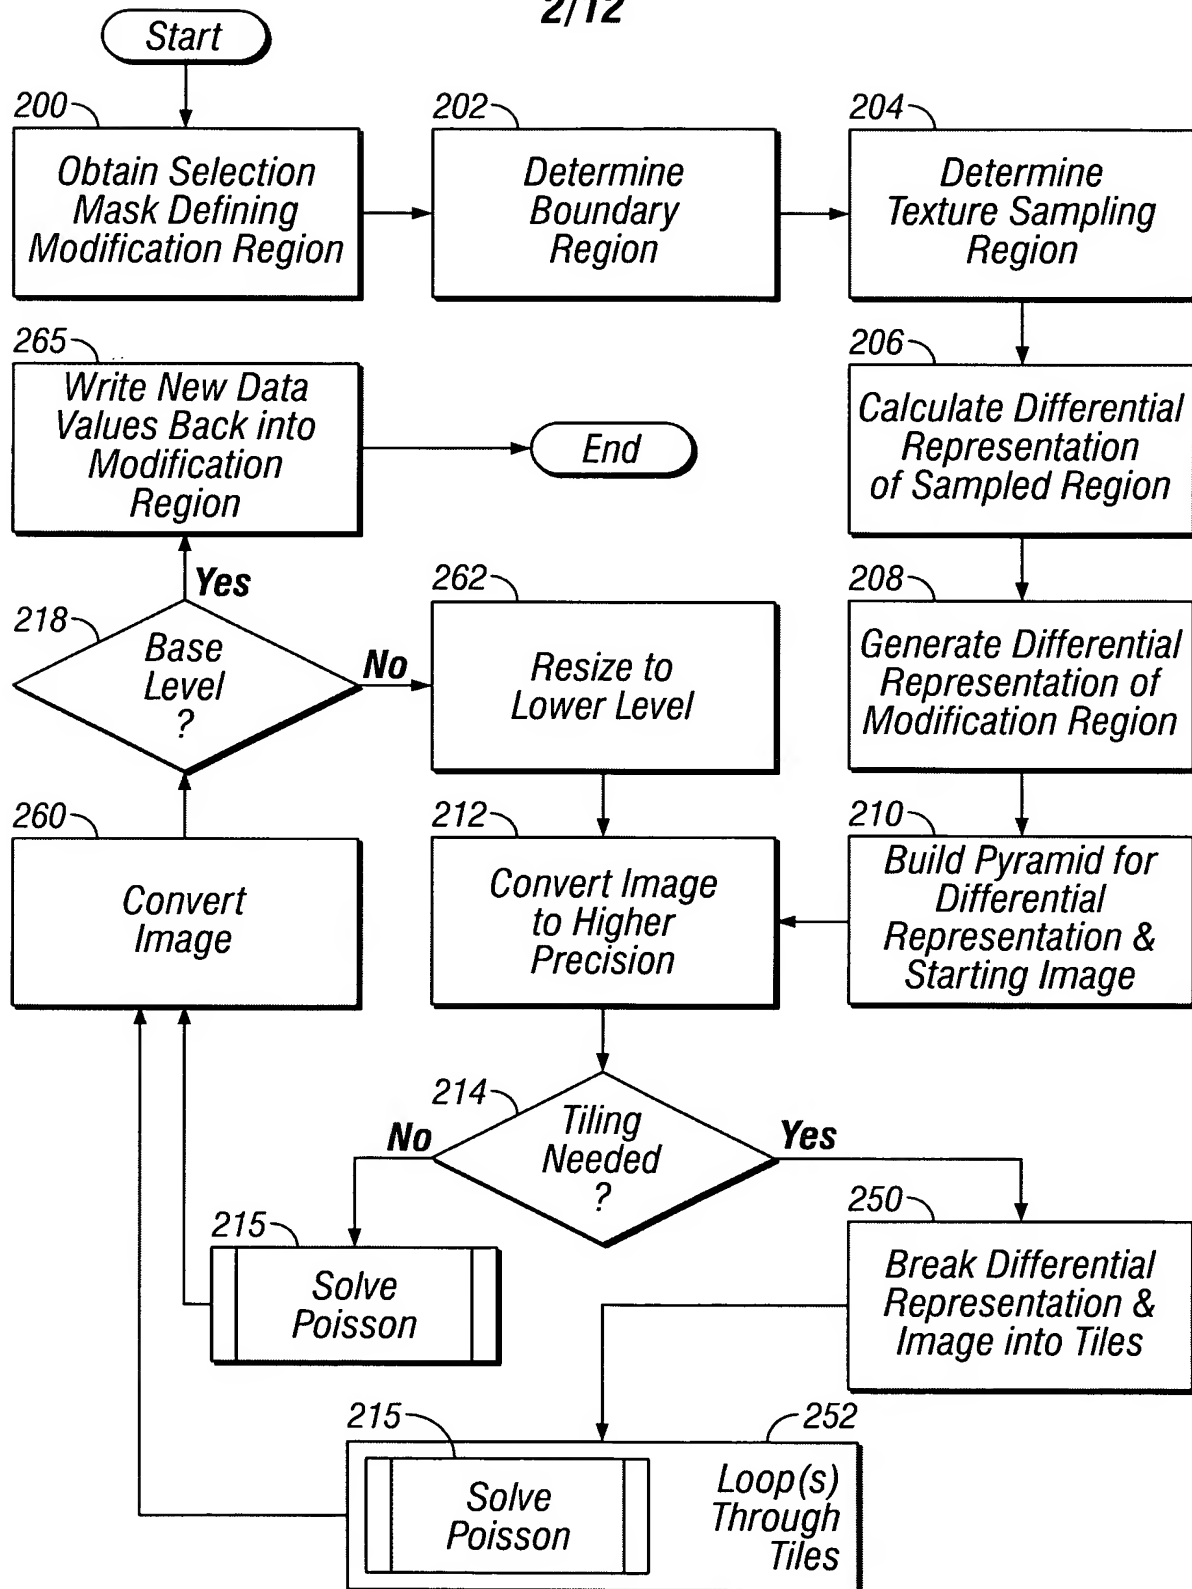 2/12
Start
200
Obtain Selection
Mask Defining
Modification Region
202
Determine
Boundary
Region
204
Determine
Texture Sampling
Region
265
Write New Data
Values Back into
Modification
Region
End
206
Calculate Differential
Representation
of Sampled Region
Yes
218
Base
Level
?
No
262
Resize to
Lower Level
208
Generate Differential
Representation of
Modification Region
260
Convert
Image
212
Convert Image
to Higher
Precision
210
Build Pyramid for
Differential
Representation &
Starting Image
214
Tiling
Needed
?
No
Yes
215
Solve
Poisson
250
Break Differential
Representation &
Image into Tiles
215
Solve
Poisson
252
Loop(s)
Through
Tiles